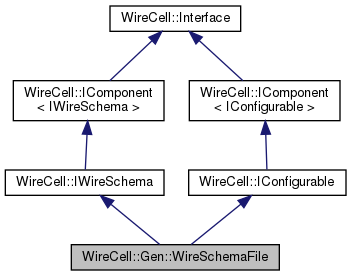 WireCell::Interface
WireCell::IComponent
< IWireSchema >
WireCell::IComponent
< IConfigurable >
WireCell::IWireSchema
WireCell::IConfigurable
WireCell::Gen::WireSchemaFile